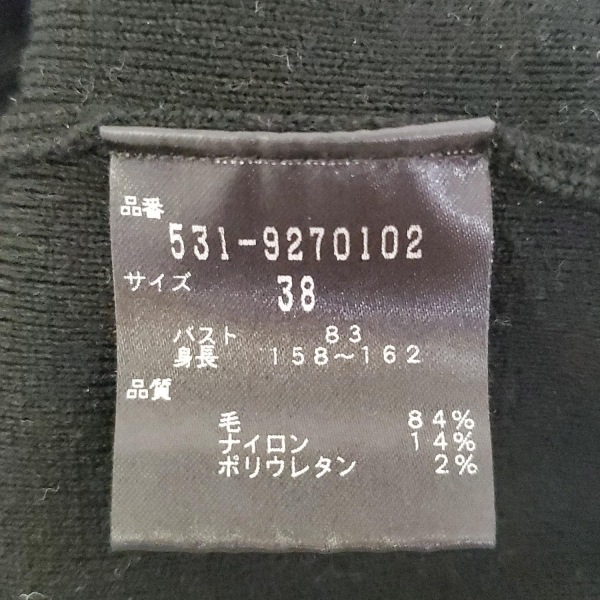 品番
531-9270102
サイズ 38
バスト 83
身長 158～162
品質
毛 84%
ナイロン 14%
ポリウレタン 2%